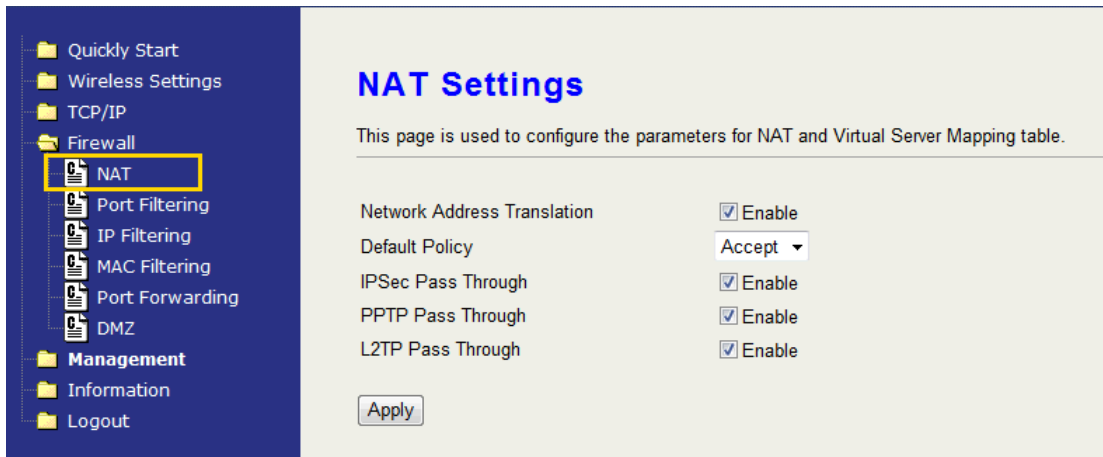 Quickly Start
Wireless Settings
TCP/IP
Firewall
NAT
Port Filtering
IP Filtering
MAC Filtering
Port Forwarding
DMZ
Management
Information
Logout
NAT Settings
This page is used to configure the parameters for NAT and Virtual Server Mapping table.
Network Address Translation Enable
Default Policy Accept
IPSec Pass Through Enable
PPTP Pass Through Enable
L2TP Pass Through Enable
Apply